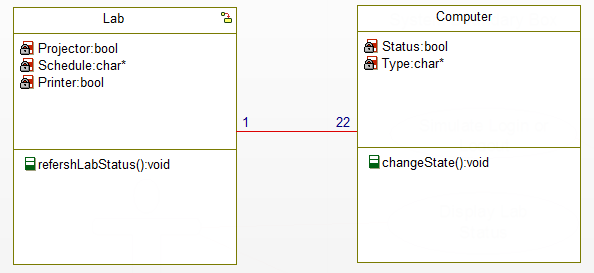 Lab
Projector:bool
Schedule:char*
Printer:bool
refershLabStatus():void
1
22
Computer
Status:bool
Type:char*
changeState():void